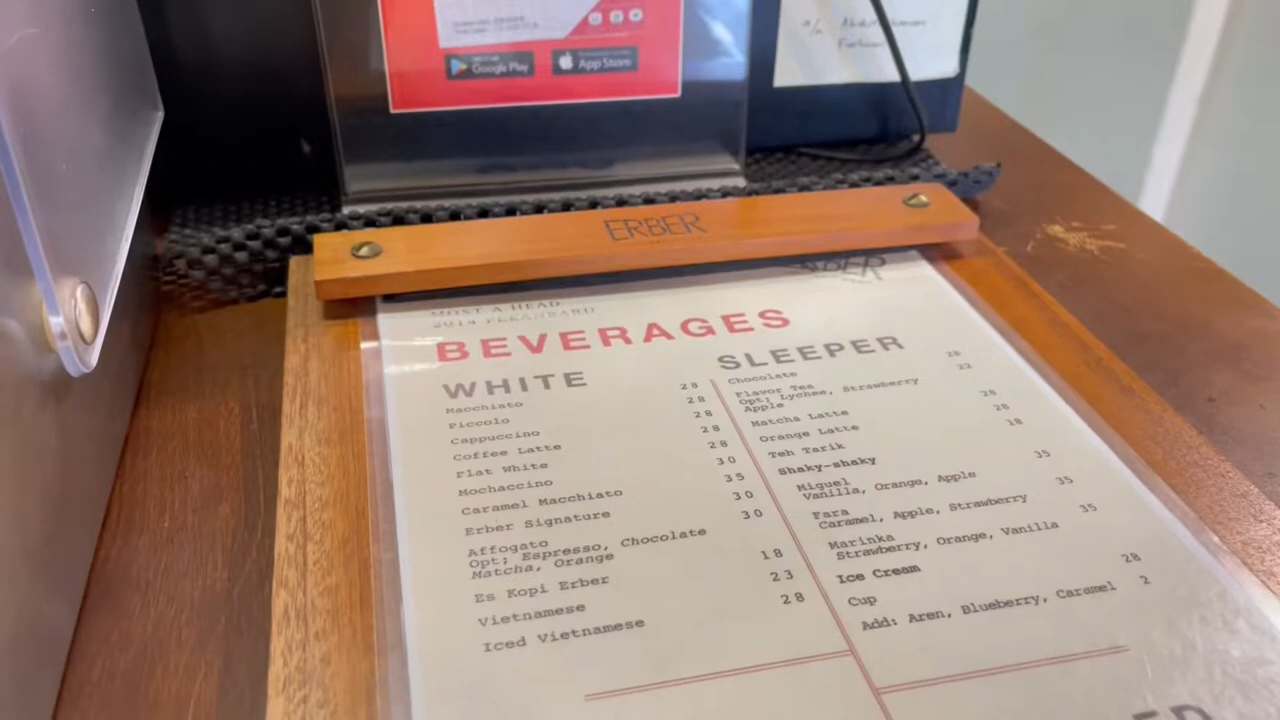 Google Play
App Store
a/n
ERBER
ERBER
MOST A HEAD
2014 PEKANBARU
BEVERAGES
WHITE
Macchiato 28
Piccolo 28
Cappuccino 28
Coffee Latte 28
Flat White 28
Mochaccino 30
Caramel Macchiato 35
Erber Signature 30
Affogato 30
Opt; Espresso, Chocolate
Matcha, Orange
Es Kopi Erber 18
Vietnamese 23
Iced Vietnamese 28
SLEEPER
Chocolate 28
Flavor Tea 22
Opt; Lychee, Strawberry
Apple
Matcha Latte 28
Orange Latte 28
Teh Tarik 18
Shaky-shaky
Miguel 35
Vanilla, Orange, Apple
Fara 35
Caramel, Apple, Strawberry
Marinka 35
Strawberry, Orange, Vanilla
Ice Cream
Cup 28
Add: Aren, Blueberry, Caramel 2